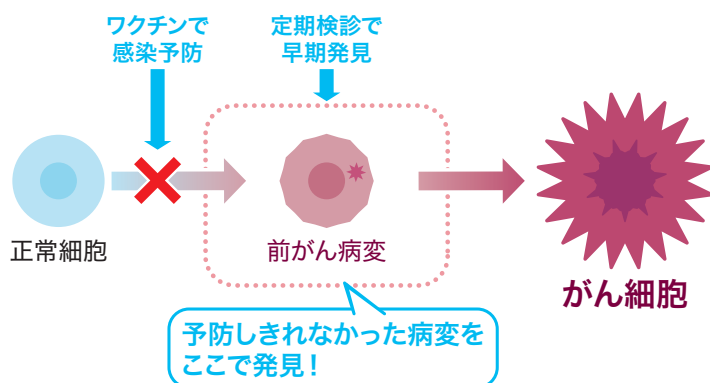 ワクチンで
感染予防
定期検診で
早期発見
正常細胞
前がん病変
がん細胞
予防しきれなかった病変を
ここで発見！